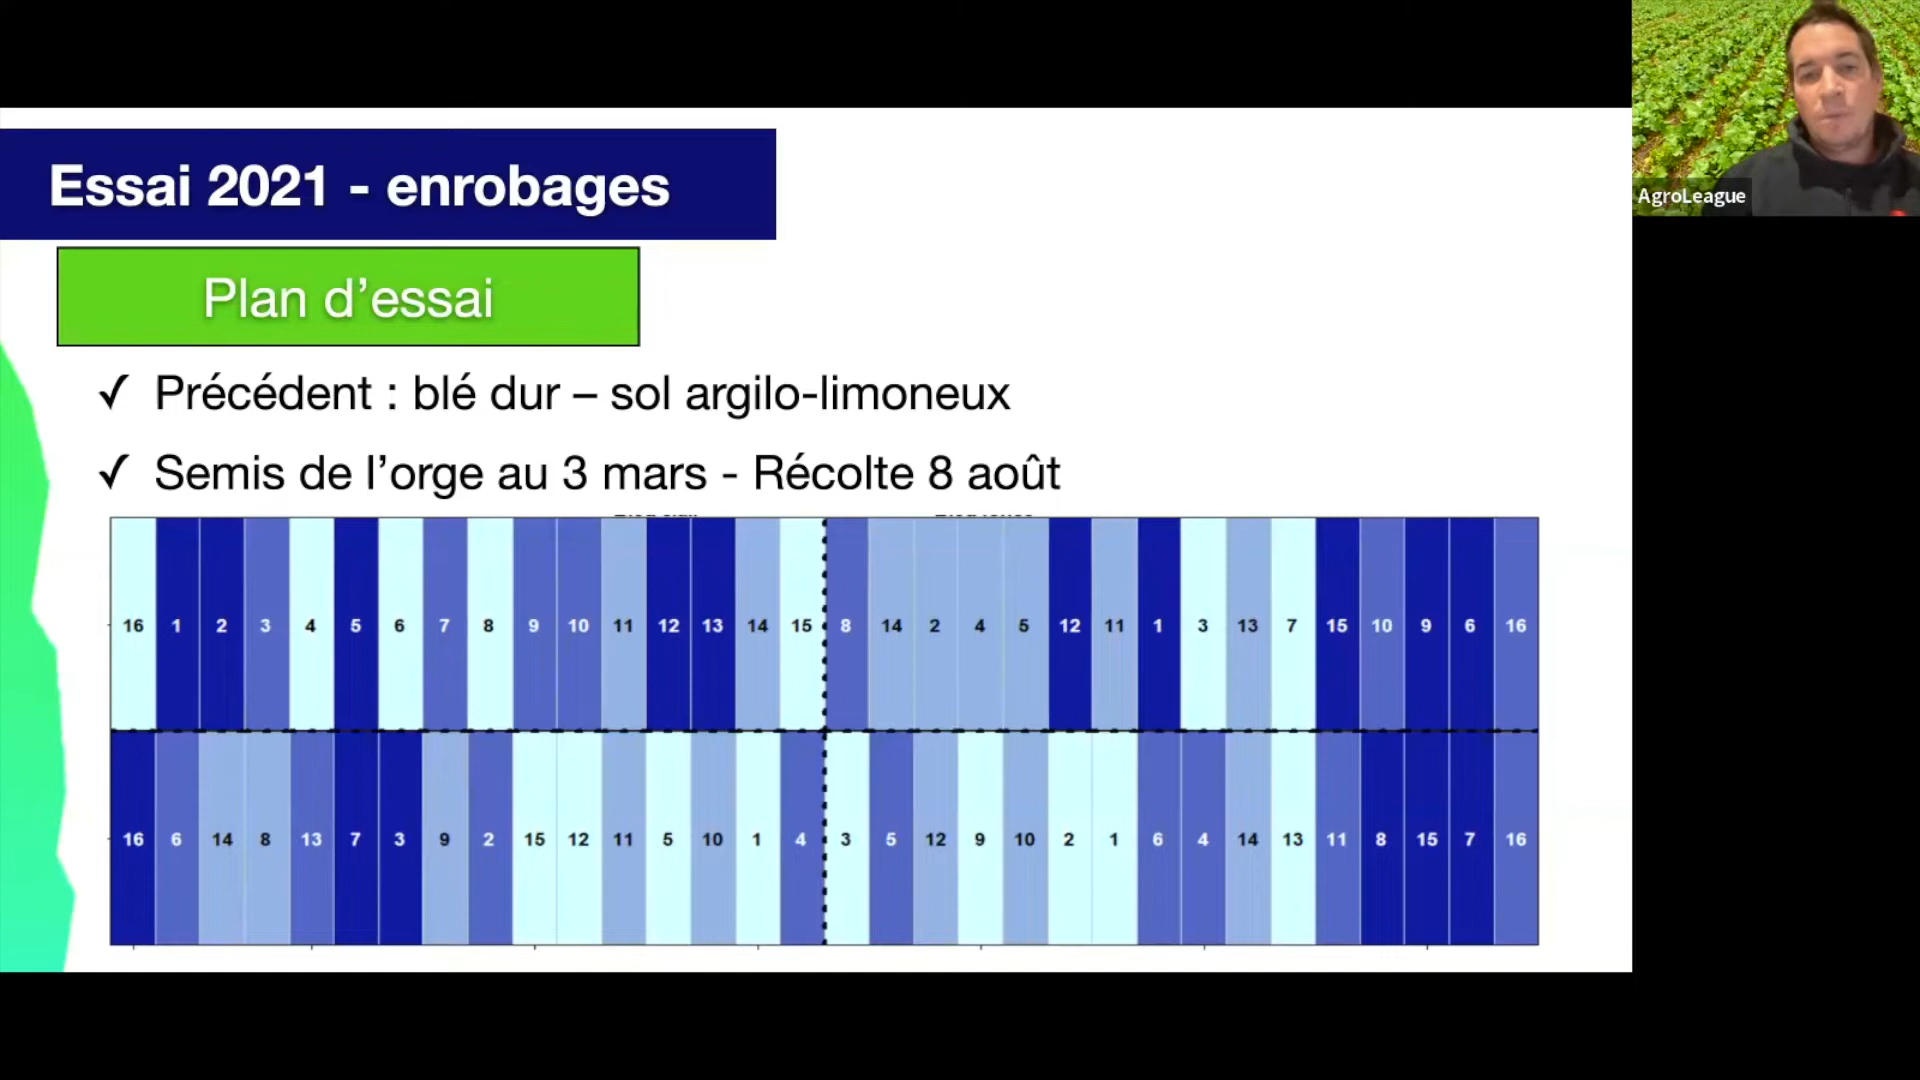 AgroLeague
Essai 2021 - enrobages
Plan d’essai
✓ Précédent : blé dur – sol argilo-limoneux
✓ Semis de l’orge au 3 mars - Récolte 8 août
16 1 2 3 4 5 6 7 8 9 10 11 12 13 14 15 8 14 2 4 5 12 11 1 3 13 7 15 10 9 6 16
16 6 14 8 13 7 3 9 2 15 12 11 5 10 1 4 3 5 12 9 10 2 1 6 4 14 13 11 8 15 7 16